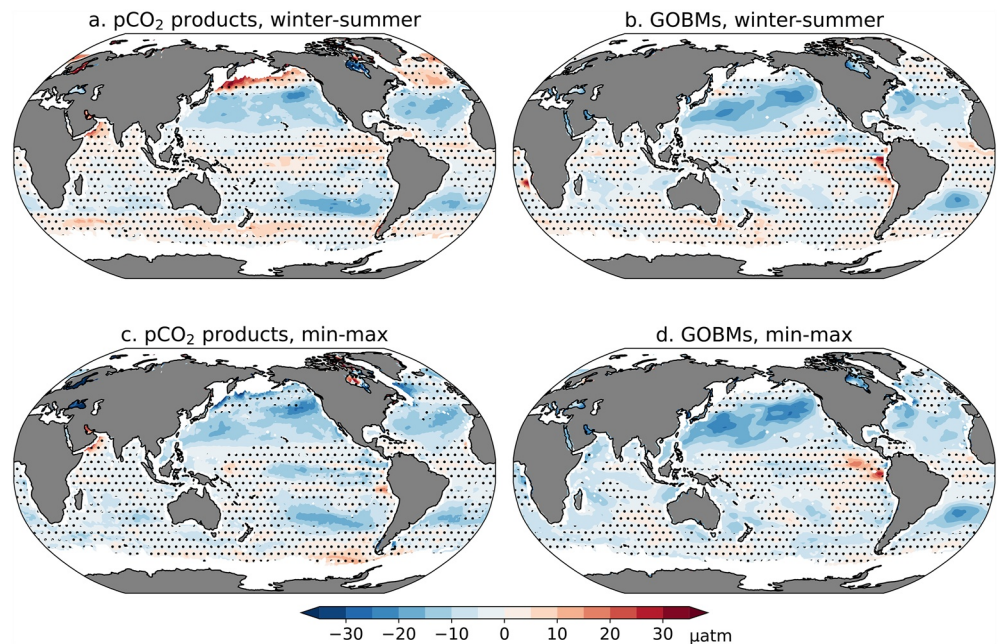 a. pCO₂ products, winter-summer
b. GOBMs, winter-summer
c. pCO₂ products, min-max
d. GOBMs, min-max
−30 −20 −10 0 10 20 30 μatm